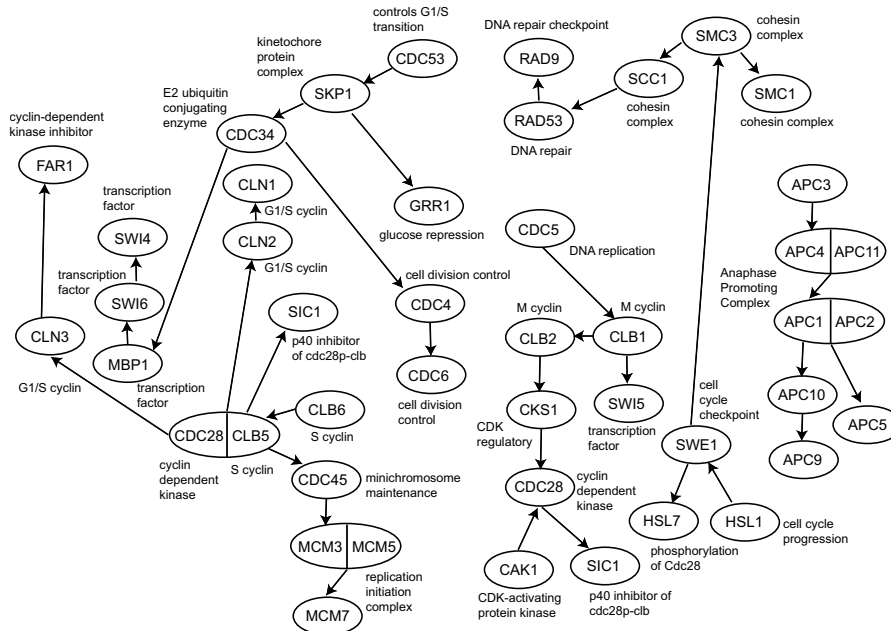 controls G1/S
transition
CDC53
kinetochore
protein
complex
SKP1
E2 ubiquitin
conjugating
enzyme
CDC34
cyclin-dependent
kinase inhibitor
FAR1
CLN1
G1/S cyclin
CLN2
G1/S cyclin
GRR1
glucose repression
transcription
factor
SWI4
transcription
factor
SWI6
MBP1
transcription
factor
CLN3
G1/S cyclin
SIC1
p40 inhibitor
of cdc28p-clb
cell division control
CDC4
CDC6
cell division
control
CLB6
S cyclin
CDC28 CLB5
cyclin
dependent
kinase
S cyclin
CDC45
minichromosome
maintenance
MCM3 MCM5
replication
initiation
complex
MCM7
DNA repair checkpoint
RAD9
RAD53
DNA repair
SCC1
cohesin
complex
SMC3
cohesin
complex
SMC1
cohesin complex
CDC5
DNA replication
M cyclin
CLB2
M cyclin
CLB1
CKS1
CDK
regulatory
SWI5
transcription
factor
CDC28
cyclin
dependent
kinase
CAK1
CDK-activating
protein kinase
SIC1
p40 inhibitor of
cdc28p-clb
cell
cycle
checkpoint
SWE1
HSL7
phosphorylation
of Cdc28
HSL1
cell cycle
progression
APC3
APC4 APC11
Anaphase
Promoting
Complex
APC1 APC2
APC10
APC5
APC9